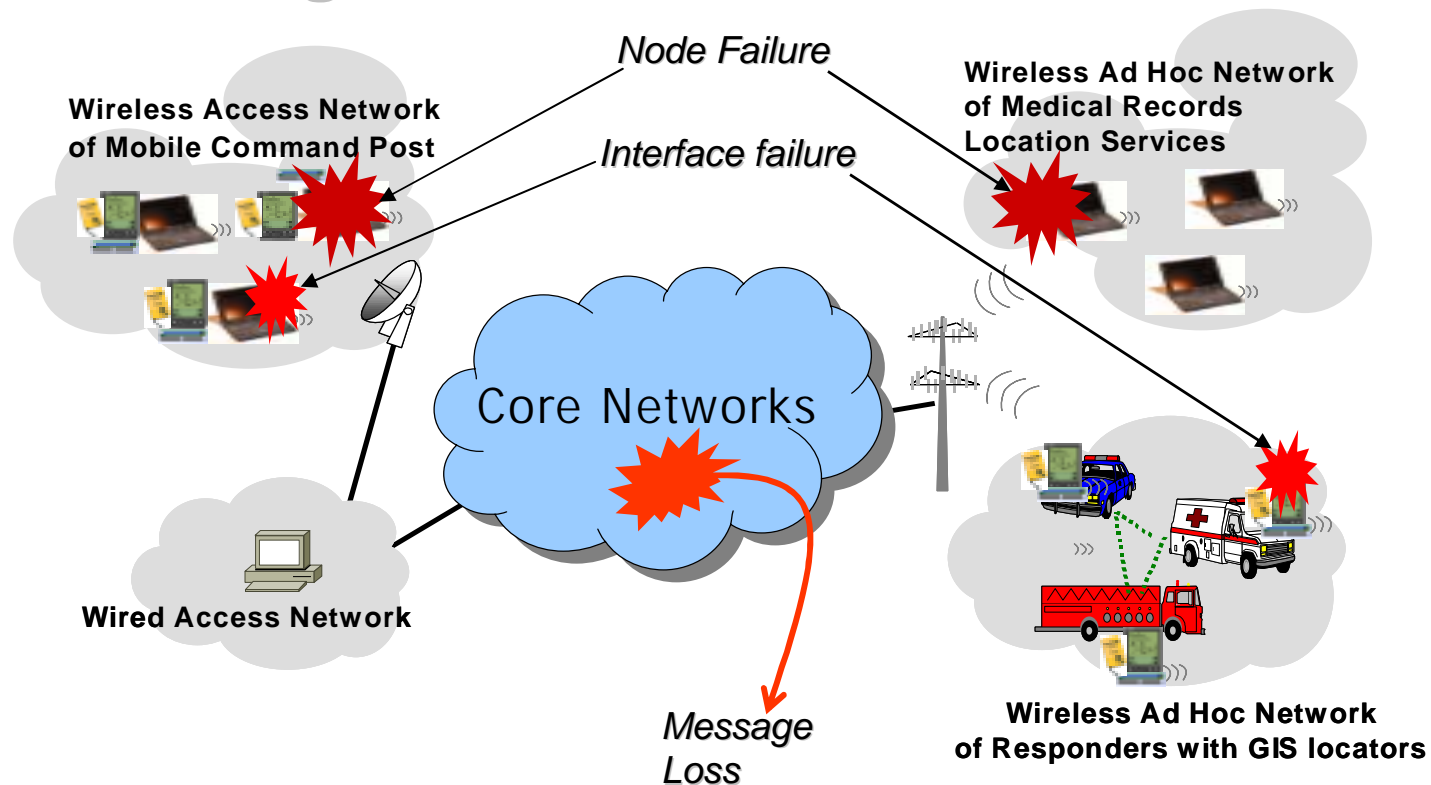 Node Failure
Wireless Access Network
of Mobile Command Post
Wireless Ad Hoc Network
of Medical Records
Location Services
Interface failure
Core Networks
Wired Access Network
Message
Loss
Wireless Ad Hoc Network
of Responders with GIS locators